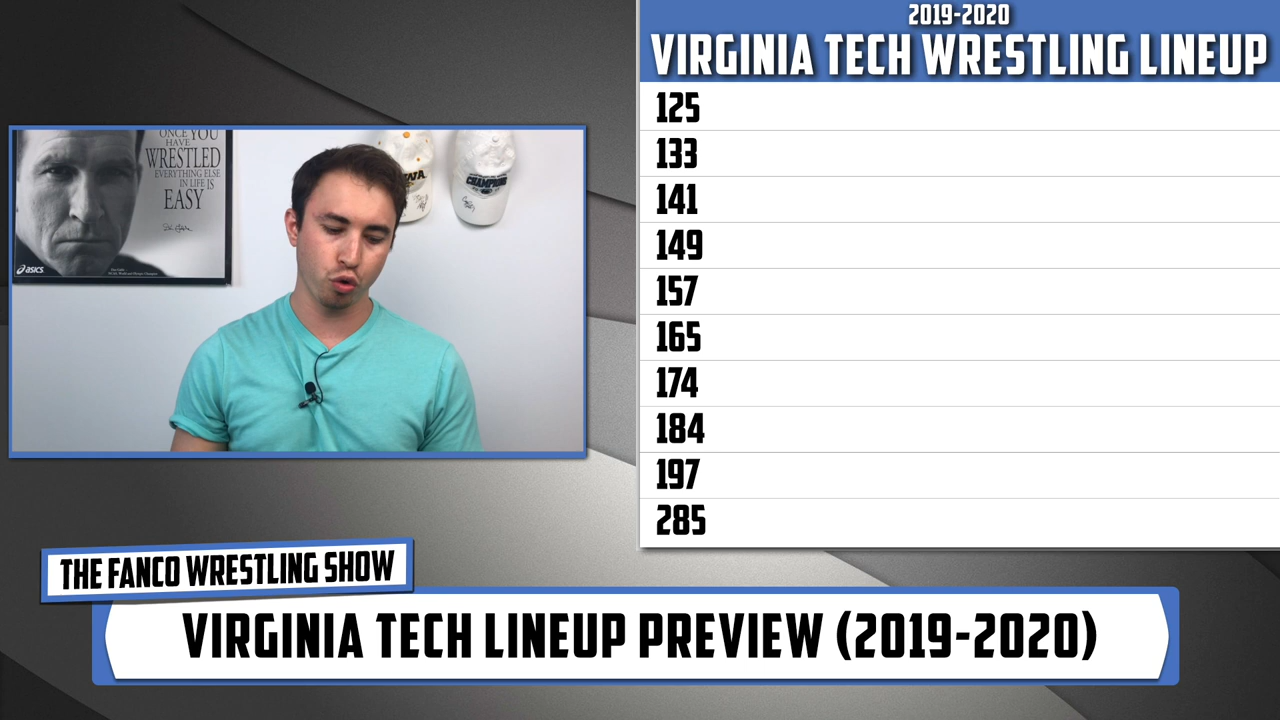 2019-2020
VIRGINIA TECH WRESTLING LINEUP
125
133
141
149
157
165
174
184
197
285
ONCE YOU
HAVE
WRESTLED
EVERYTHING ELSE
IN LIFE IS
EASY
asics
CHAMPIONS
THE FANCO WRESTLING SHOW
VIRGINIA TECH LINEUP PREVIEW (2019-2020)